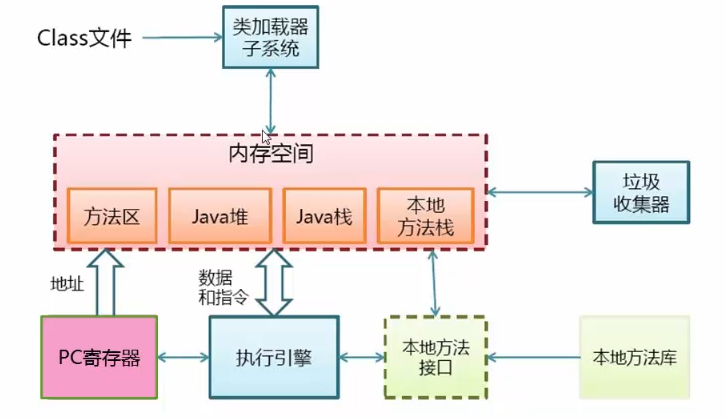 Class文件
类加载器
子系统
内存空间
方法区
Java堆
Java栈
本地
方法栈
垃圾
收集器
地址
数据
和指令
PC寄存器
执行引擎
本地方法
接口
本地方法库